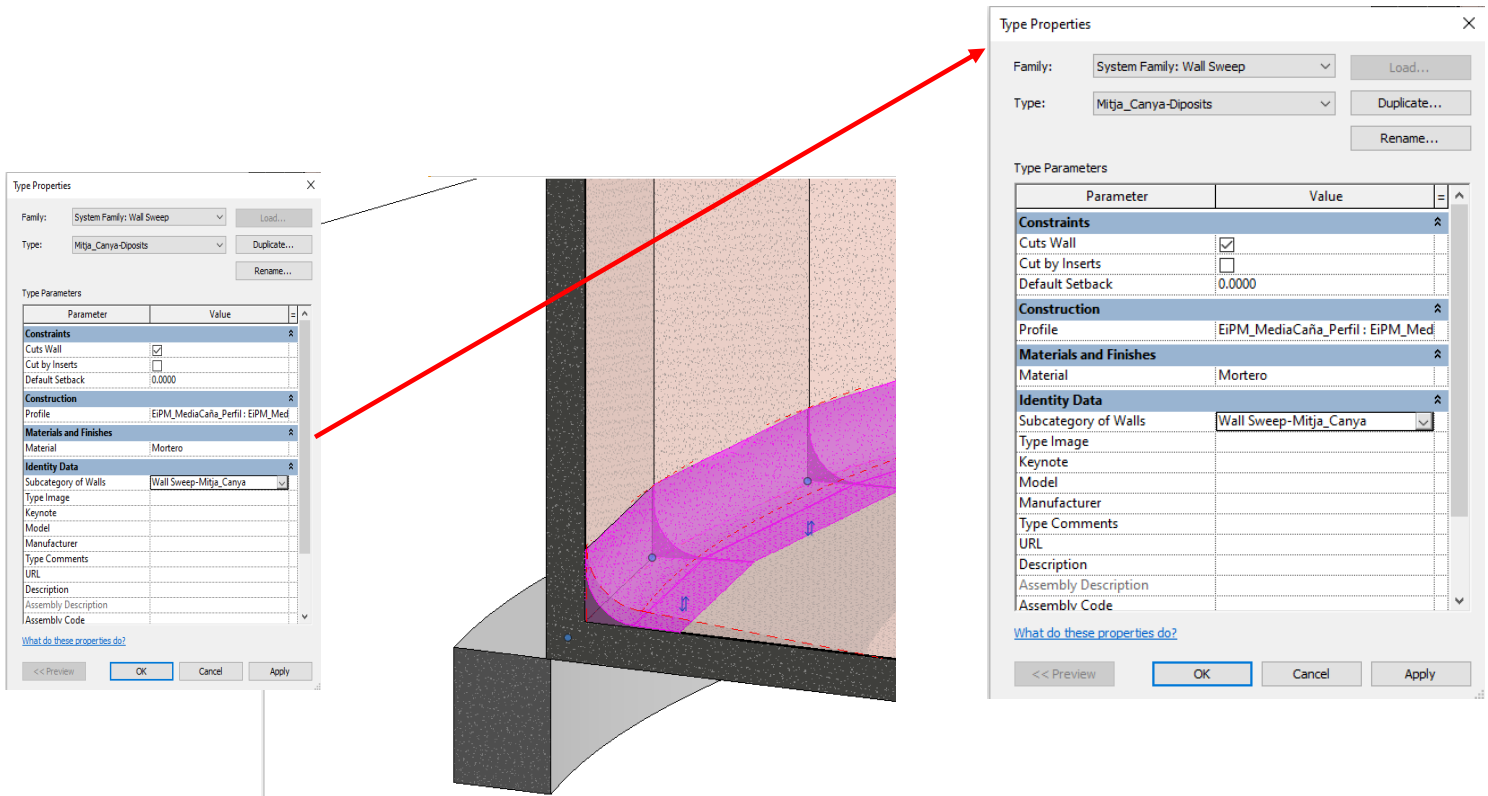 Type Properties
Family: System Family: Wall Sweep Load...
Type: Mitja_Canya-Diposits Duplicate...
Rename...
Type Parameters
Parameter Value =
Constraints
Cuts Wall
Cut by Inserts
Default Setback 0.0000
Construction
Profile EiPM_MediaCaña_Perfil : EiPM_Med
Materials and Finishes
Material Mortero
Identity Data
Subcategory of Walls Wall Sweep-Mitja_Canya
Type Image
Keynote
Model
Manufacturer
Type Comments
URL
Description
Assembly Description
Assembly Code
What do these properties do?
<< Preview OK Cancel Apply
Type Properties
Family: System Family: Wall Sweep Load...
Type: Mitja_Canya-Diposits Duplicate...
Rename...
Type Parameters
Parameter Value =
Constraints
Cuts Wall
Cut by Inserts
Default Setback 0.0000
Construction
Profile EiPM_MediaCaña_Perfil : EiPM_Med
Materials and Finishes
Material Mortero
Identity Data
Subcategory of Walls Wall Sweep-Mitja_Canya
Type Image
Keynote
Model
Manufacturer
Type Comments
URL
Description
Assembly Description
Assembly Code
What do these properties do?
<< Preview OK Cancel Apply